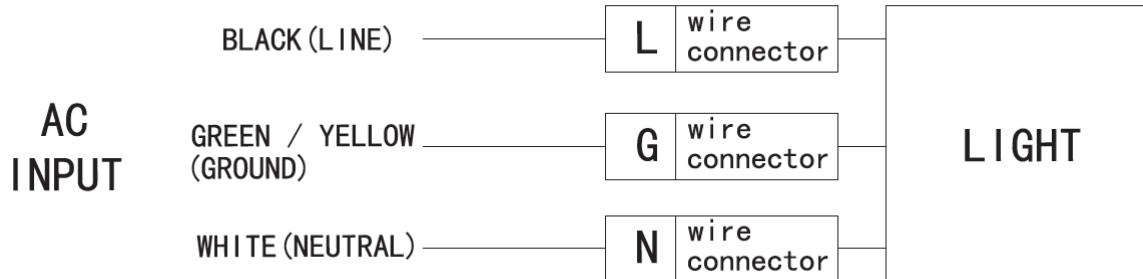 AC
INPUT
BLACK(LINE)
L
wire
connector
GREEN / YELLOW
(GROUND)
G
wire
connector
WHITE(NEUTRAL)
N
wire
connector
LIGHT